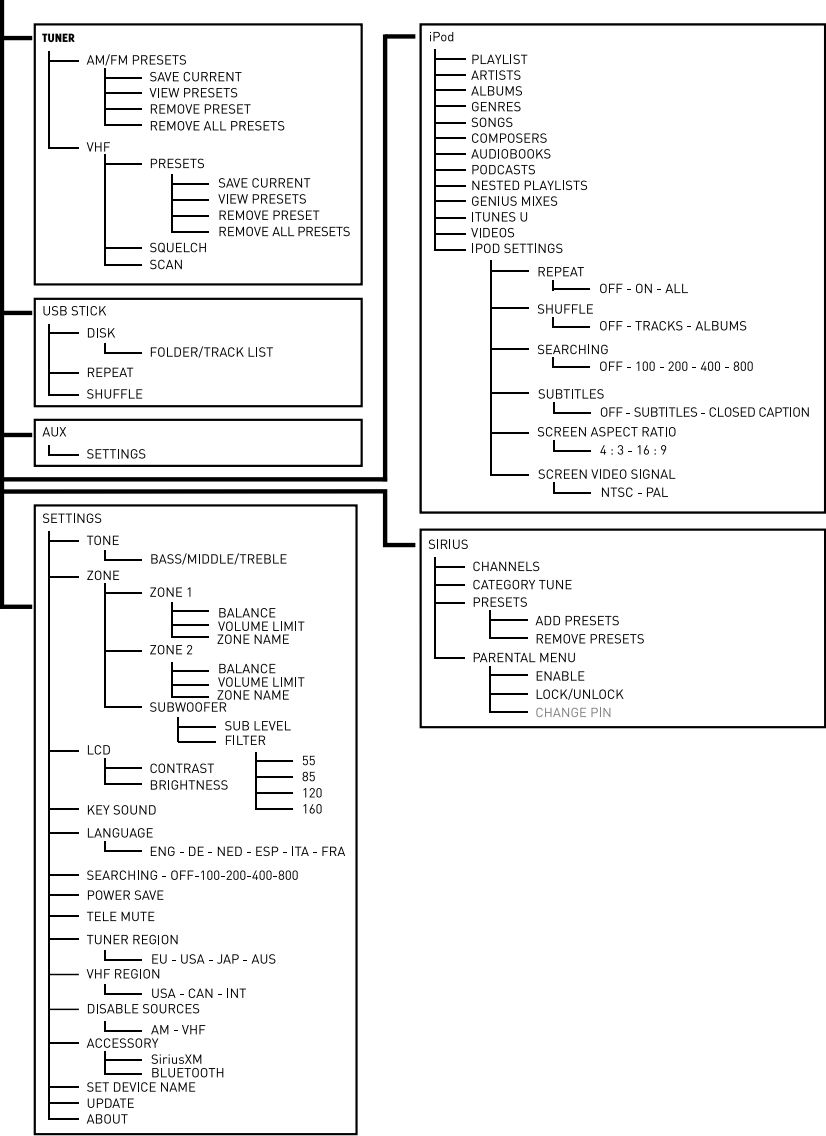 TUNER
AM/FM PRESETS
SAVE CURRENT
VIEW PRESETS
REMOVE PRESET
REMOVE ALL PRESETS
VHF
PRESETS
SAVE CURRENT
VIEW PRESETS
REMOVE PRESET
REMOVE ALL PRESETS
SQUELCH
SCAN
USB STICK
DISK
FOLDER/TRACK LIST
REPEAT
SHUFFLE
AUX
SETTINGS
SETTINGS
TONE
BASS/MIDDLE/TREBLE
ZONE
ZONE 1
BALANCE
VOLUME LIMIT
ZONE NAME
ZONE 2
BALANCE
VOLUME LIMIT
ZONE NAME
SUBWOOFER
SUB LEVEL
FILTER
55
85
120
160
LCD
CONTRAST
BRIGHTNESS
KEY SOUND
LANGUAGE
ENG - DE - NED - ESP - ITA - FRA
SEARCHING - OFF-100-200-400-800
POWER SAVE
TELE MUTE
TUNER REGION
EU - USA - JAP - AUS
VHF REGION
USA - CAN - INT
DISABLE SOURCES
AM - VHF
ACCESSORY
SiriusXM
BLUETOOTH
SET DEVICE NAME
UPDATE
ABOUT
iPod
PLAYLIST
ARTISTS
ALBUMS
GENRES
SONGS
COMPOSERS
AUDIOBOOKS
PODCASTS
NESTED PLAYLISTS
GENIUS MIXES
ITUNES U
VIDEOS
IPOD SETTINGS
REPEAT
OFF - ON - ALL
SHUFFLE
OFF - TRACKS - ALBUMS
SEARCHING
OFF - 100 - 200 - 400 - 800
SUBTITLES
OFF - SUBTITLES - CLOSED CAPTION
SCREEN ASPECT RATIO
4 : 3 - 16 : 9
SCREEN VIDEO SIGNAL
NTSC - PAL
SIRIUS
CHANNELS
CATEGORY TUNE
PRESETS
ADD PRESETS
REMOVE PRESETS
PARENTAL MENU
ENABLE
LOCK/UNLOCK
CHANGE PIN